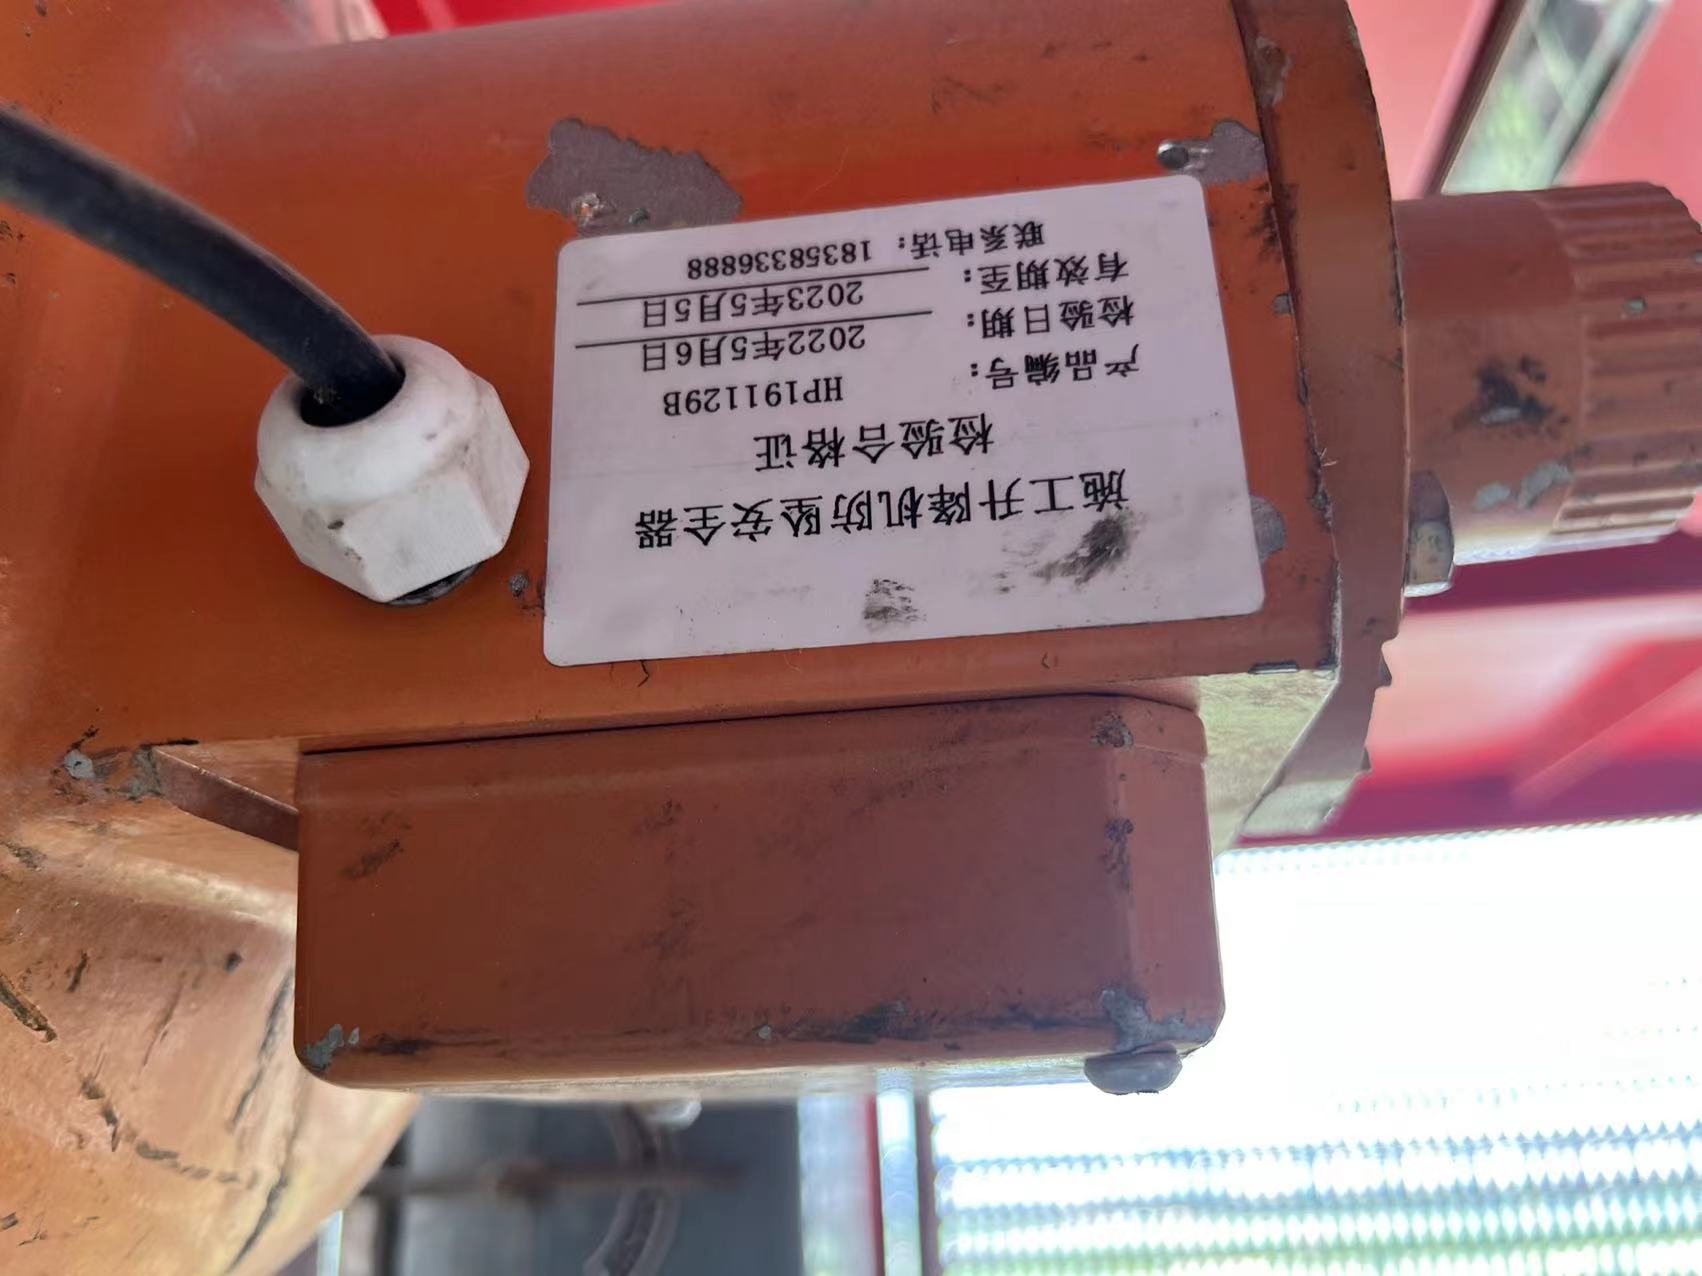 施工升降机防坠安全器
检验合格证
产品编号： HP191129B
检验日期： 2022年5月6日
有效期至： 2023年5月5日
联系电话： 18358336888